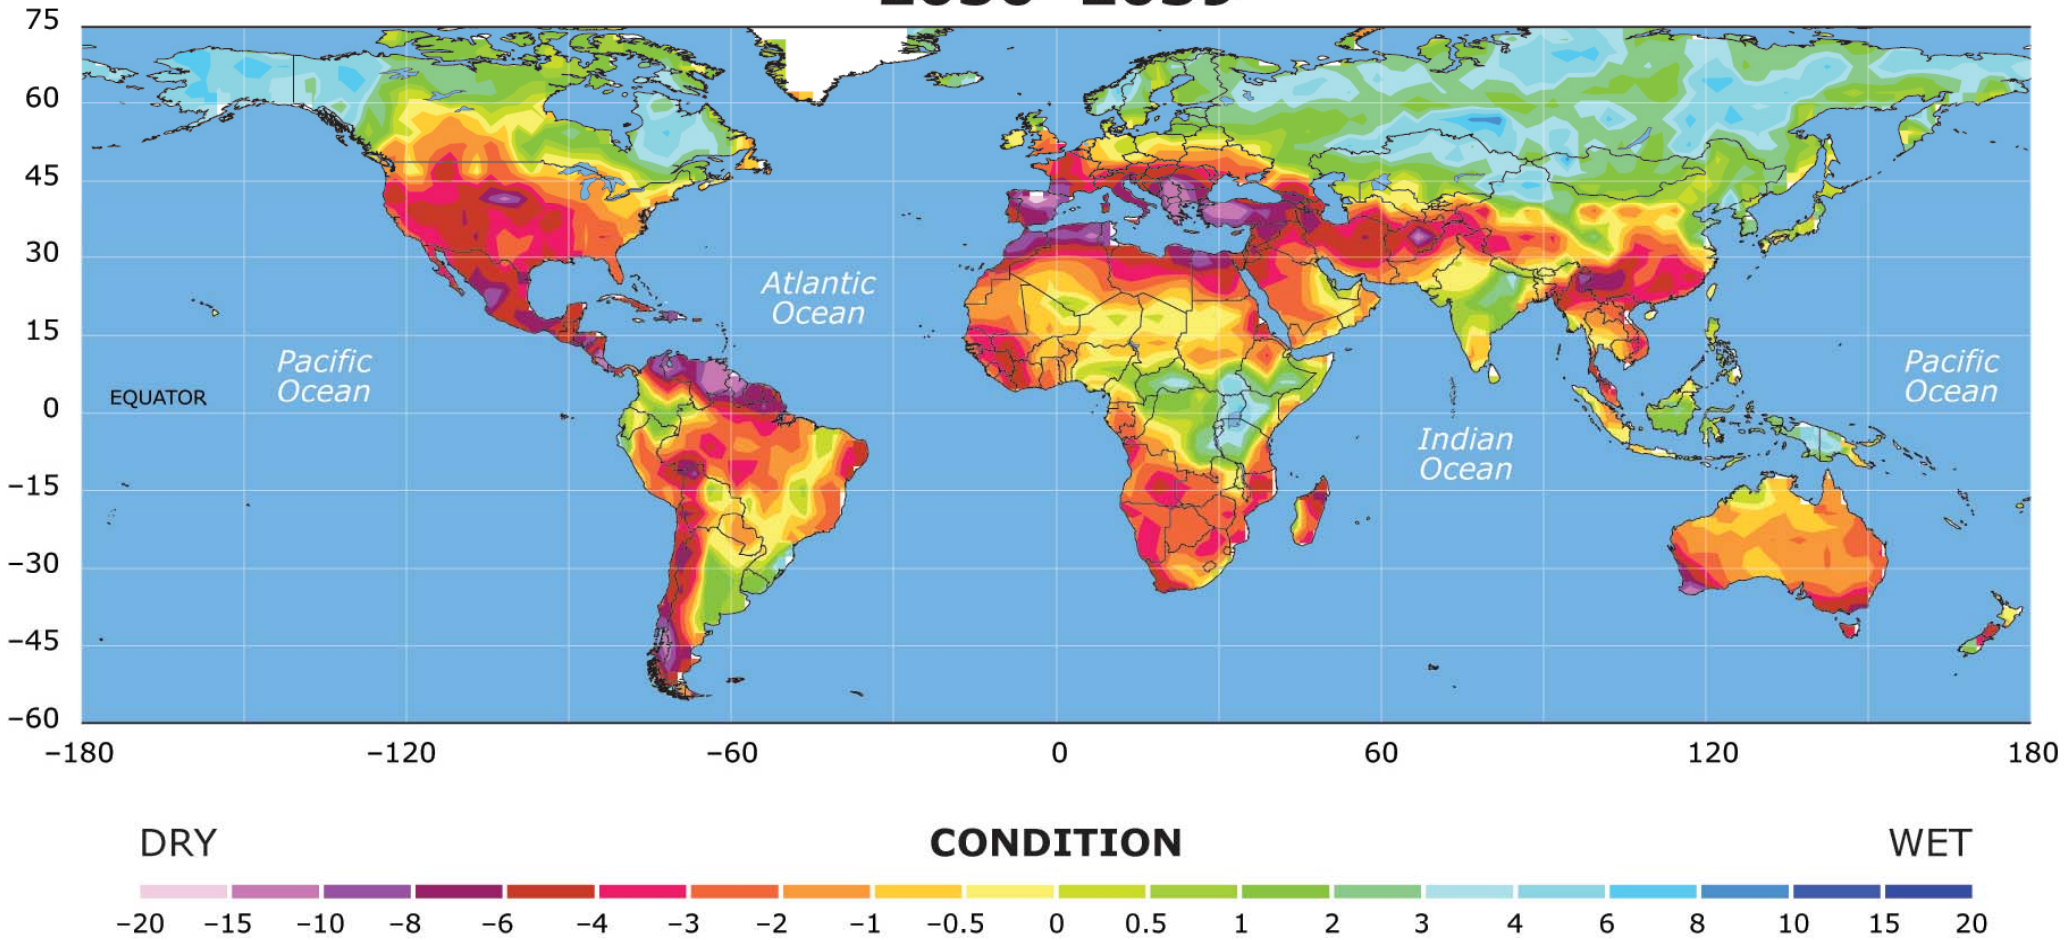 75
60
45
30
15
0
−15
−30
−45
−60
EQUATOR
Pacific
Ocean
Atlantic
Ocean
Indian
Ocean
Pacific
Ocean
−180 −120 −60 0 60 120 180
DRY CONDITION WET
−20 −15 −10 −8 −6 −4 −3 −2 −1 −0.5 0 0.5 1 2 3 4 6 8 10 15 20